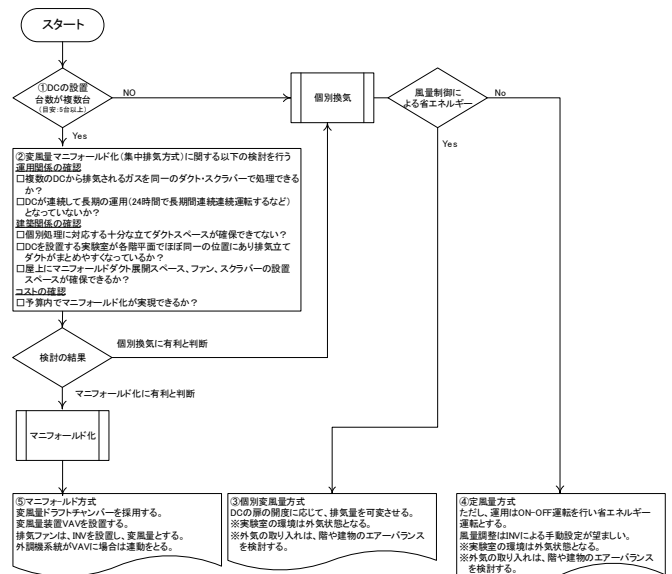 スタート
①DCの設置
台数が複数台
(目安:5台以上)
NO
Yes
個別換気
風量制御に
よる省エネルギー
No
Yes
②変風量マニフォールド化(集中排気方式)に関する以下の検討を行う
運用関係の確認
□複数のDCから排気されるガスを同一のダクト・スクラバーで処理できる
か?
□DCが連続して長期の運用(24時間で長期間連続連続運転するなど)
となっていないか?
建築関係の確認
□個別処理に対応する十分な立てダクトスペースが確保できてない?
□DCを設置する実験室が各階平面でほぼ同一の位置にあり排気立て
ダクトがまとめやすくなっているか?
□屋上にマニフォールドダクト展開スペース、ファン、スクラバーの設置
スペースが確保できるか?
コストの確認
□予算内でマニフォールド化が実現できるか?
検討の結果
個別換気に有利と判断
マニフォールド化に有利と判断
マニフォールド化
⑤マニフォールド方式
変風量ドラフトチャンバーを採用する。
変風量装置VAVを設置する。
排気ファンは、INVを設置し、変風量とする。
外調機系統がVAVに場合は連動をとる。
③個別変風量方式
DCの扉の開度に応じて、排気量を可変させる。
※実験室の環境は外気状態となる。
※外気の取り入れは、階や建物のエアーバランス
を検討する。
④定風量方式
ただし、運用はON-OFF運転を行い省エネルギー
運転とする。
風量調整はINVによる手動設定が望ましい。
※実験室の環境は外気状態となる。
※外気の取り入れは、階や建物のエアーバランス
を検討する。